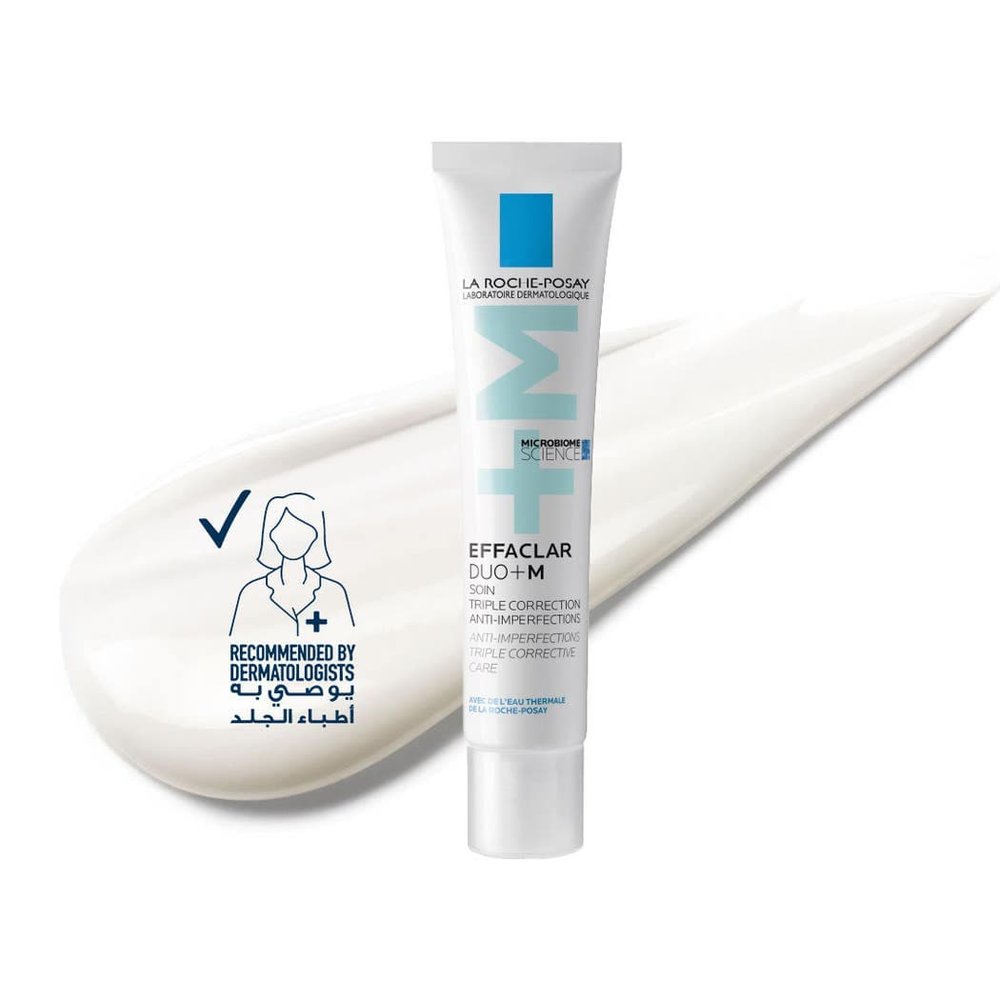 LA ROCHE-POSAY
LABORATOIRE DERMATOLOGIQUE
+M
MICROBIOME
SCIENCE
EFFACLAR
DUO+M
SOIN
TRIPLE CORRECTION
ANTI-IMPERFECTIONS
ANTI-IMPERFECTIONS
TRIPLE CORRECTIVE
CARE
AVEC DE L'EAU THERMALE
DE LA ROCHE-POSAY
RECOMMENDED BY
DERMATOLOGISTS
يوصي به
أطباء الجلد